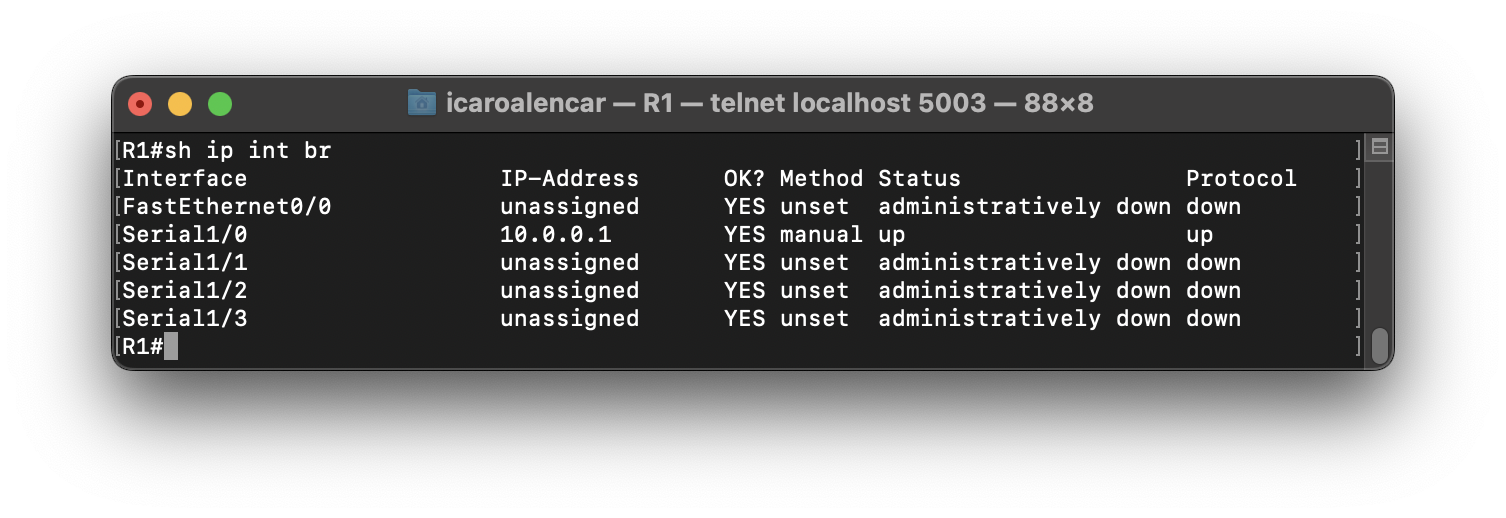 icaroalencar — R1 — telnet localhost 5003 — 88×8
[R1#sh ip int br ]
[Interface                  IP-Address      OK? Method Status                Protocol    ]
[FastEthernet0/0            unassigned      YES unset  administratively down down        ]
[Serial1/0                  10.0.0.1        YES manual up                    up          ]
[Serial1/1                  unassigned      YES unset  administratively down down        ]
[Serial1/2                  unassigned      YES unset  administratively down down        ]
[Serial1/3                  unassigned      YES unset  administratively down down        ]
[R1# ]